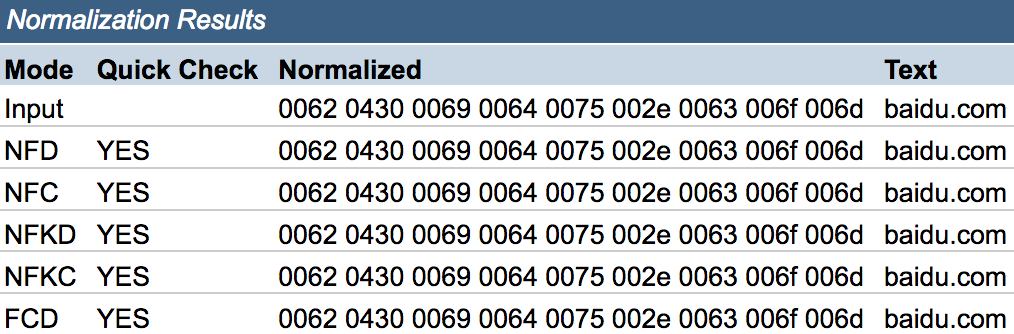 Normalization Results
Mode Quick Check Normalized Text
Input 0062 0430 0069 0064 0075 002e 0063 006f 006d bаidu.com
NFD YES 0062 0430 0069 0064 0075 002e 0063 006f 006d bаidu.com
NFC YES 0062 0430 0069 0064 0075 002e 0063 006f 006d bаidu.com
NFKD YES 0062 0430 0069 0064 0075 002e 0063 006f 006d bаidu.com
NFKC YES 0062 0430 0069 0064 0075 002e 0063 006f 006d bаidu.com
FCD YES 0062 0430 0069 0064 0075 002e 0063 006f 006d bаidu.com